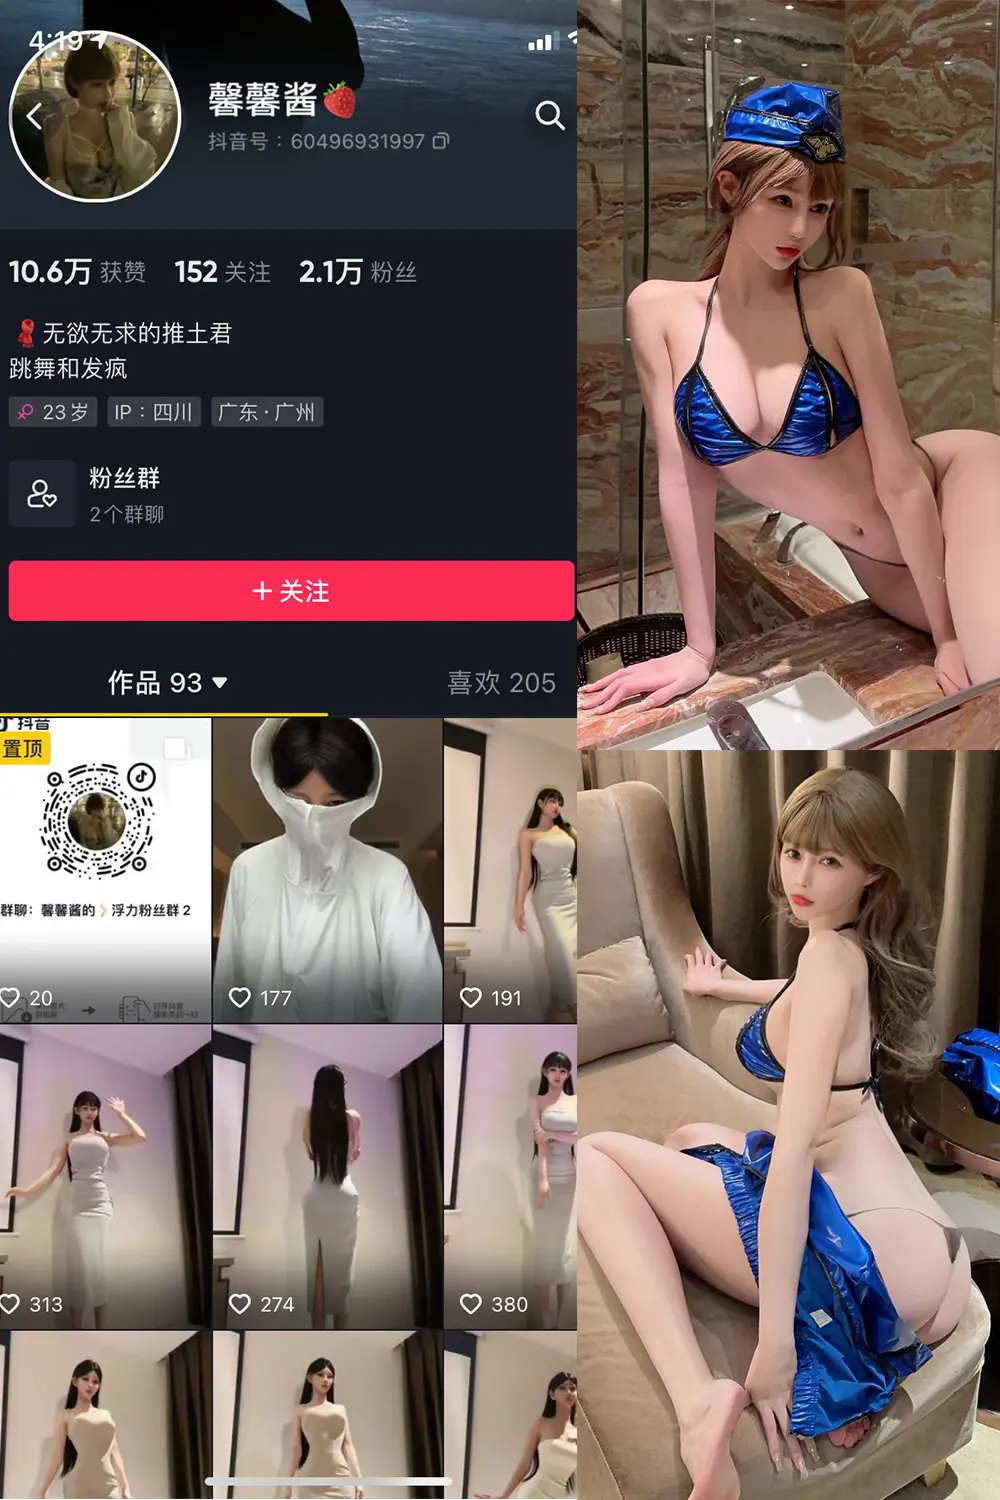 4:19
馨馨酱🍓
抖音号：60496931997
10.6万 获赞 152 关注 2.1万 粉丝
无欲无求的推土君
跳舞和发疯
23岁 IP：四川 广东·广州
粉丝群
2个群聊
+ 关注
作品 93 喜欢 205
抖音
置顶
群聊：馨馨酱的 浮力粉丝群 2
20
177
191
313
274
380